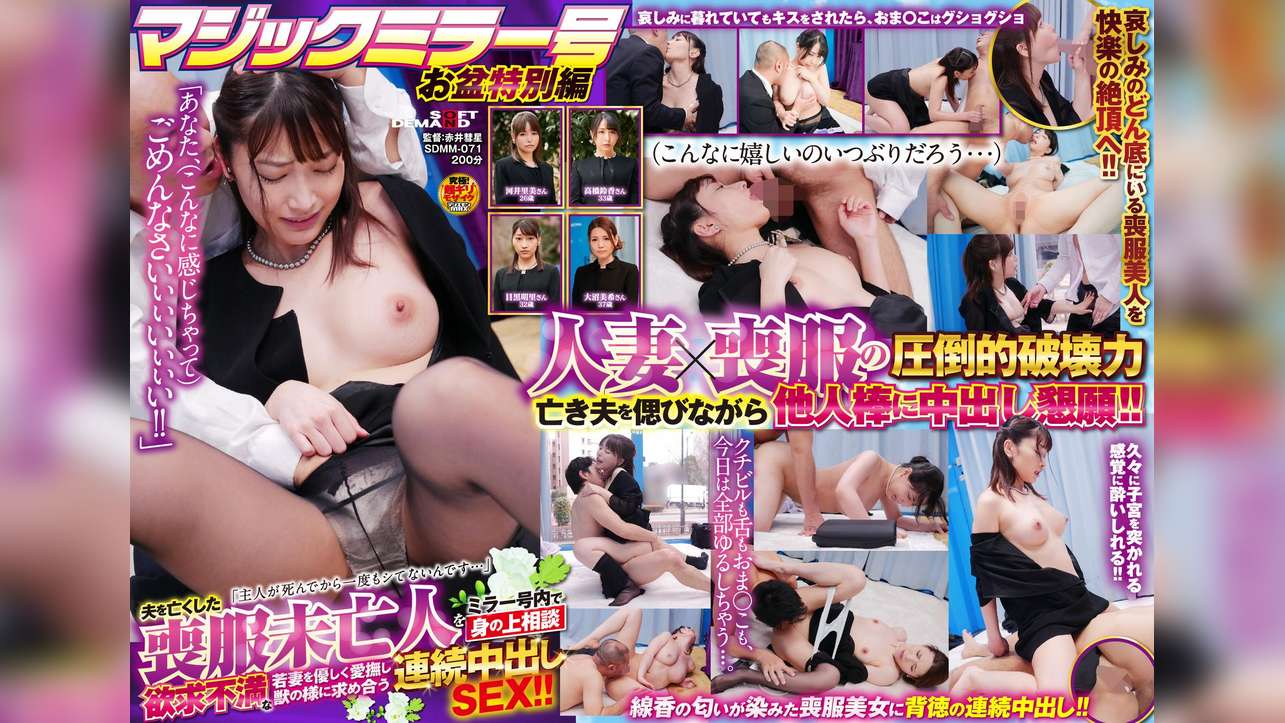 マジックミラー号
お盆特別編
「あなた、(こんなに感じちゃって)
ごめんなさいいいいいい!!」
SOFT
ON
DEMAND
監督:赤井彗星
SDMM-071
200分
究極!
河井里美さん
26歳
高橋鈴香さん
33歳
目黒明里さん
32歳
大沼美希さん
37歳
哀しみに暮れていてもキスをされたら、おま〇こはグショグショ
哀しみのどん底にいる喪服美人を
快楽の絶頂へ!!
(こんなに嬉しいのいつぶりだろう…)
人妻×喪服の圧倒的破壊力
亡き夫を偲びながら他人棒に中出し懇願!!
クチビルも舌もおま〇こも、
今日は全部ゆるしちゃう…。
久々に子宮を突かれる
感覚に酔いしれる!!
「主人が死んでから一度もシてないんです…」
夫を亡くした
喪服未亡人を
ミラー号内で
身の上相談
欲求不満な
若妻を優しく愛撫し
獣の様に求め合う
連続中出し
SEX!!
線香の匂いが染みた喪服美女に背徳の連続中出し!!